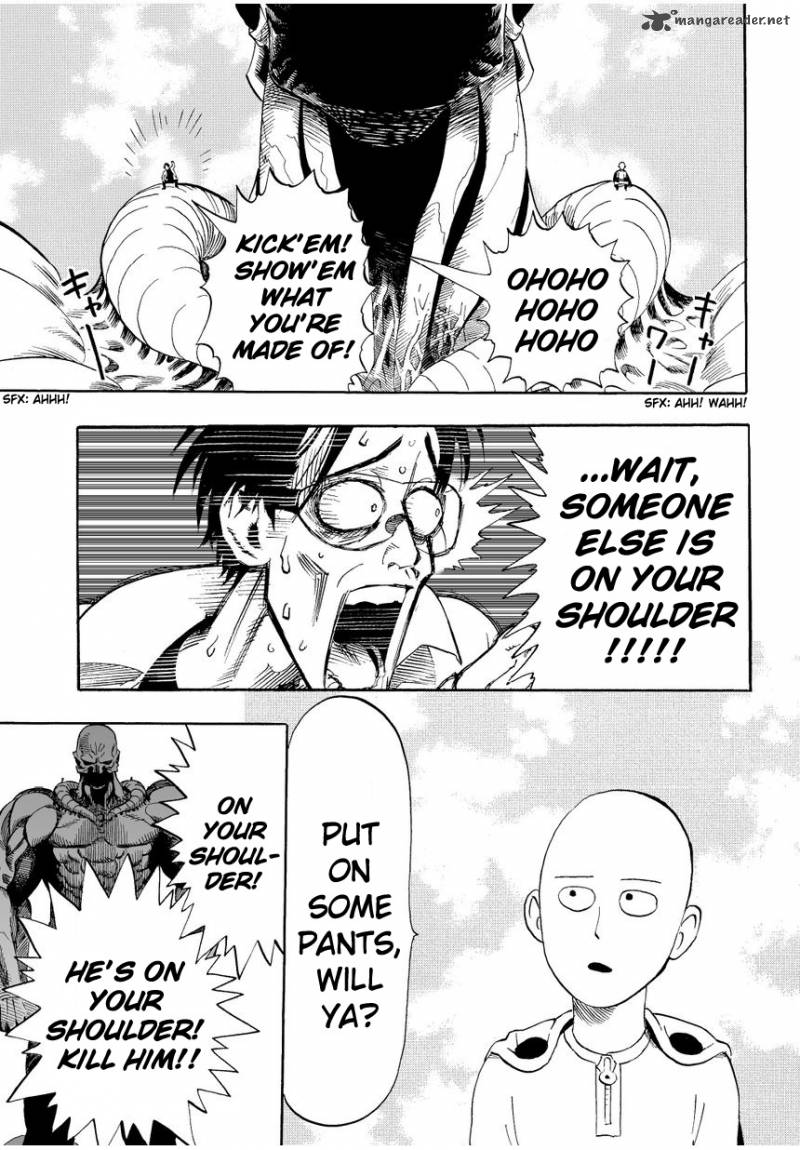 mangareader.net
OHOHO
HOHO
HOHO
KICK'EM!
SHOW'EM
WHAT
YOU'RE
MADE OF!
キャー
ワー
キャー
SFX: AHH! WAHH!
SFX: AHHH!
...WAIT,
SOMEONE
ELSE IS
ON YOUR
SHOULDER
!!!!!
PUT
ON
SOME
PANTS,
WILL
YA?
ON
YOUR
SHOUL-
DER!
HE'S ON
YOUR
SHOULDER!
KILL HIM!!